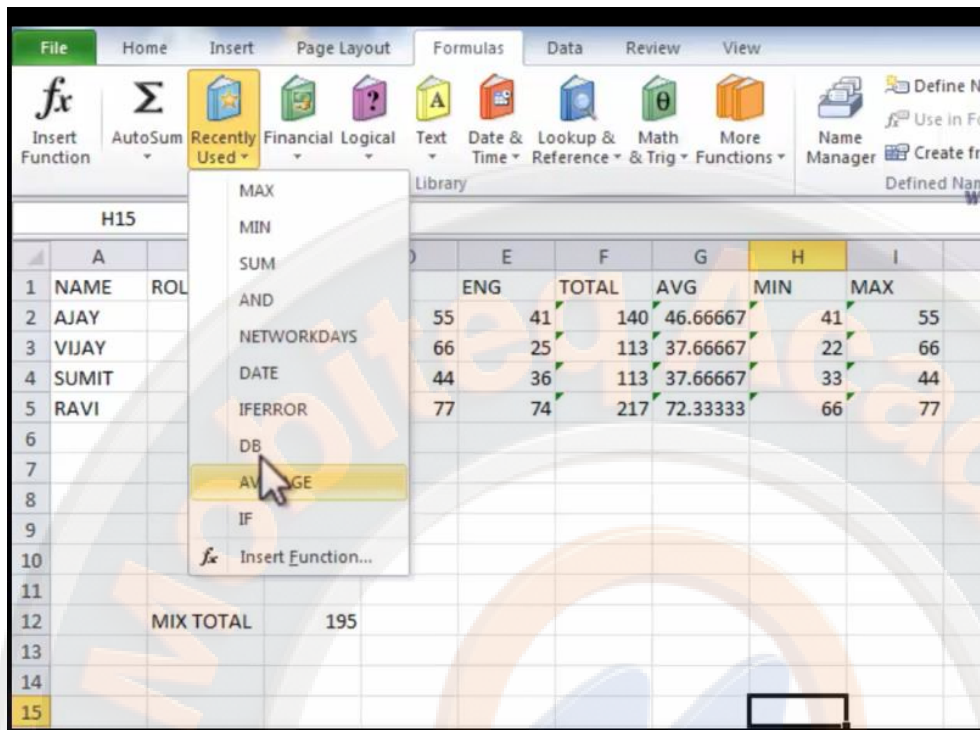 File Home Insert Page Layout Formulas Data Review View
fx Σ ? A θ
Insert Function AutoSum Recently Used Financial Logical Text Date & Time Lookup & Reference Math & Trig More Functions Name Manager
Define N
Use in Fo
Create fr
Library Defined Nam
H15
MAX
MIN
SUM
AND
NETWORKDAYS
DATE
IFERROR
DB
IF
fx Insert Function...
A E F G H I
1 NAME ROL ENG TOTAL AVG MIN MAX
2 AJAY 55 41 140 46.66667 41 55
3 VIJAY 66 25 113 37.66667 22 66
4 SUMIT 44 36 113 37.66667 33 44
5 RAVI 77 74 217 72.33333 66 77
6
7
8
9
10
11
12 MIX TOTAL 195
13
14
15
Mobiteq Acad